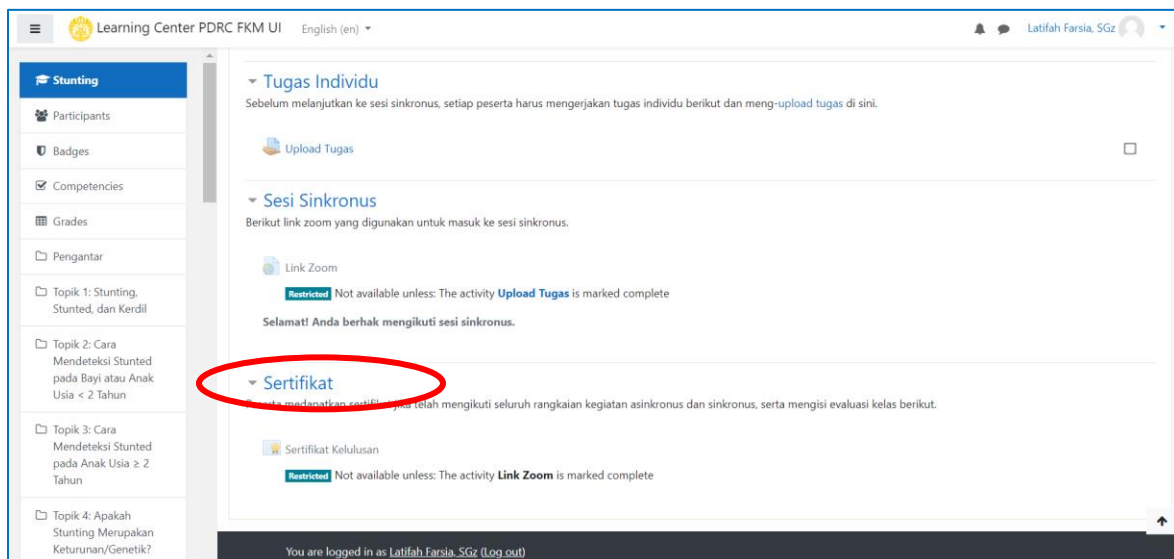 Learning Center PDRC FKM UI English (en)
Latifah Farsia, SGz
Stunting
Participants
Badges
Competencies
Grades
Pengantar
Topik 1: Stunting,
Stunted, dan Kerdil
Topik 2: Cara
Mendeteksi Stunted
pada Bayi atau Anak
Usia < 2 Tahun
Topik 3: Cara
Mendeteksi Stunted
pada Anak Usia ≥ 2
Tahun
Topik 4: Apakah
Stunting Merupakan
Keturunan/Genetik?
Tugas Individu
Sebelum melanjutkan ke sesi sinkronus, setiap peserta harus mengerjakan tugas individu berikut dan meng-upload tugas di sini.
Upload Tugas
Sesi Sinkronus
Berikut link zoom yang digunakan untuk masuk ke sesi sinkronus.
Link Zoom
Restricted Not available unless: The activity Upload Tugas is marked complete
Selamat! Anda berhak mengikuti sesi sinkronus.
Sertifikat
medapatkan jika telah mengikuti seluruh rangkaian kegiatan asinkronus dan sinkronus, serta mengisi evaluasi kelas berikut.
Sertifikat Kelulusan
Restricted Not available unless: The activity Link Zoom is marked complete
You are logged in as Latifah Farsia, SGz (Log out)